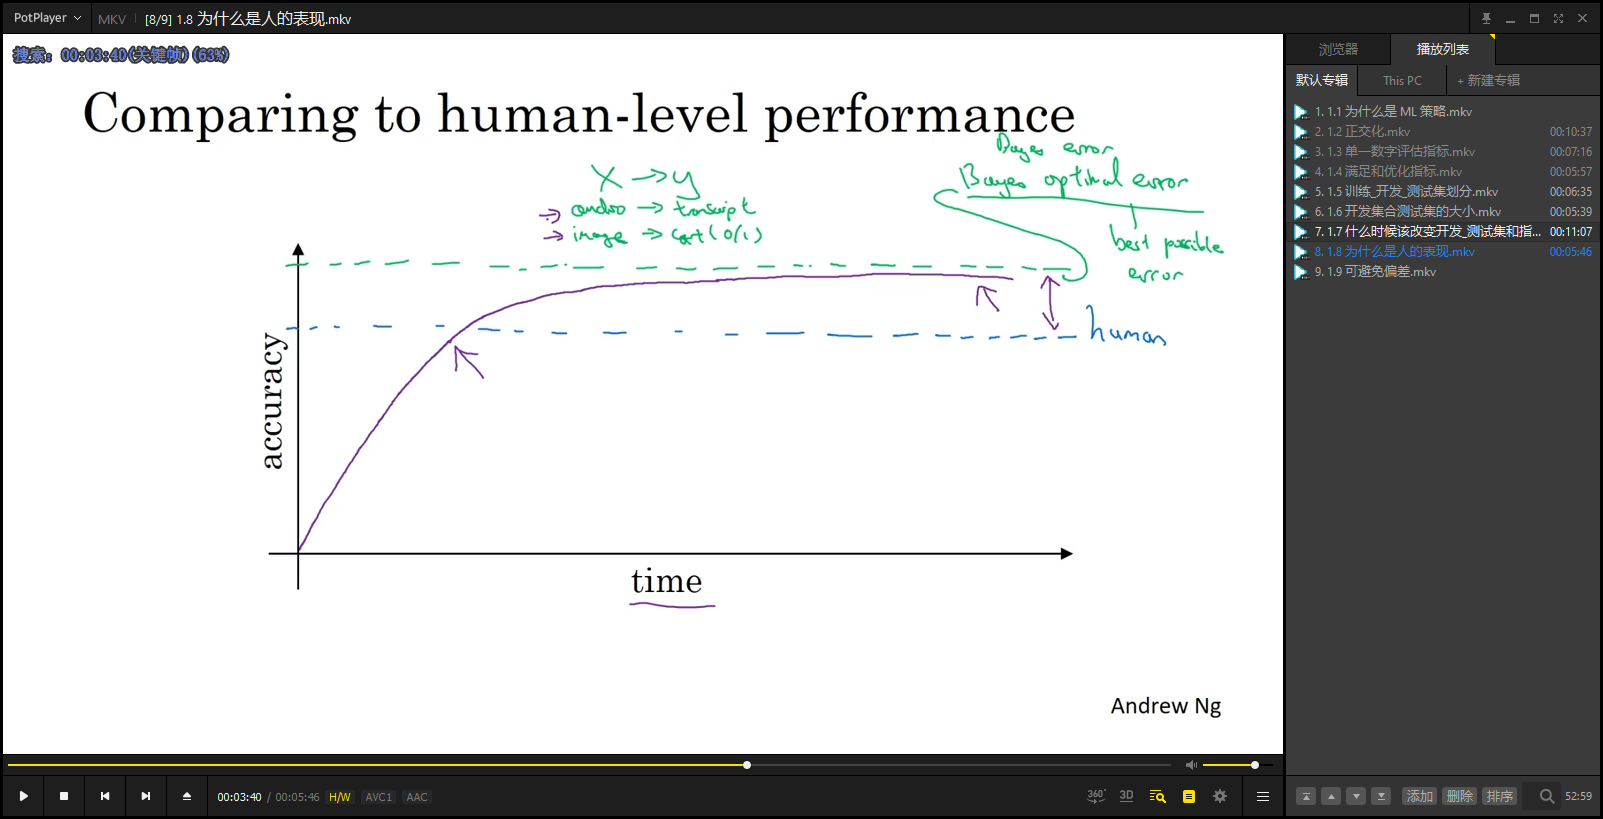 PotPlayer MKV [8/9] 1.8 为什么是人的表现.mkv
搜索: 00:03:40(关键帧) (63%)
Comparing to human-level performance
Bayes error
Bayes optimal error
best possible
error
X → y
audio → transcript
image → cat (0/1)
human
accuracy
time
Andrew Ng
浏览器 播放列表
默认专辑 This PC + 新建专辑
1. 1.1 为什么是 ML 策略.mkv
2. 1.2 正交化.mkv 00:10:37
3. 1.3 单一数字评估指标.mkv 00:07:16
4. 1.4 满足和优化指标.mkv 00:05:57
5. 1.5 训练_开发_测试集划分.mkv 00:06:35
6. 1.6 开发集合测试集的大小.mkv 00:05:39
7. 1.7 什么时候该改变开发_测试集和指... 00:11:07
8. 1.8 为什么是人的表现.mkv 00:05:46
9. 1.9 可避免偏差.mkv
00:03:40 / 00:05:46 H/W AVC1 AAC
360° 3D
添加 删除 排序 52:59